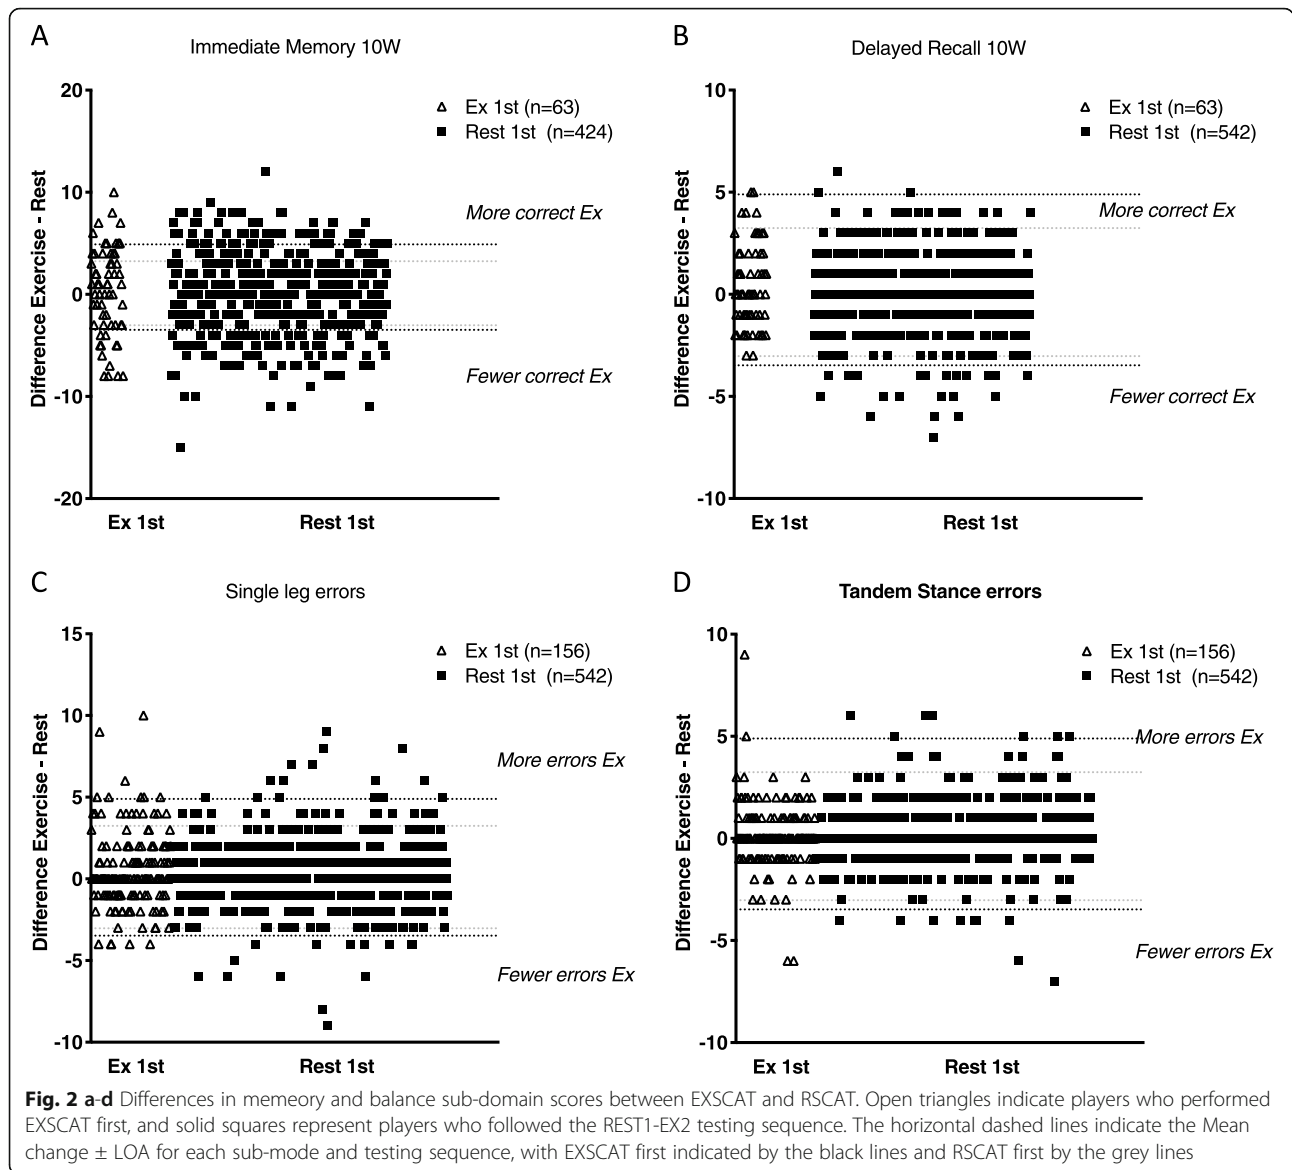 A
Immediate Memory 10W
20
10
0
-10
-20
Difference Exercise - Rest
Ex 1st (n=63)
Rest 1st (n=424)
More correct Ex
Fewer correct Ex
Ex 1st
Rest 1st
B
Delayed Recall 10W
10
5
0
-5
-10
Difference Exercise - Rest
Ex 1st (n=63)
Rest 1st (n=542)
More correct Ex
Fewer correct Ex
Ex 1st
Rest 1st
C
Single leg errors
15
10
5
0
-5
-10
Difference Exercise - Rest
Ex 1st (n=156)
Rest 1st (n=542)
More errors Ex
Fewer errors Ex
Ex 1st
Rest 1st
D
Tandem Stance errors
10
5
0
-5
-10
Difference Exercise - Rest
Ex 1st (n=156)
Rest 1st (n=542)
More errors Ex
Fewer errors Ex
Ex 1st
Rest 1st
Fig. 2 a-d Differences in memeory and balance sub-domain scores between EXSCAT and RSCAT. Open triangles indicate players who performed
EXSCAT first, and solid squares represent players who followed the REST1-EX2 testing sequence. The horizontal dashed lines indicate the Mean
change ± LOA for each sub-mode and testing sequence, with EXSCAT first indicated by the black lines and RSCAT first by the grey lines